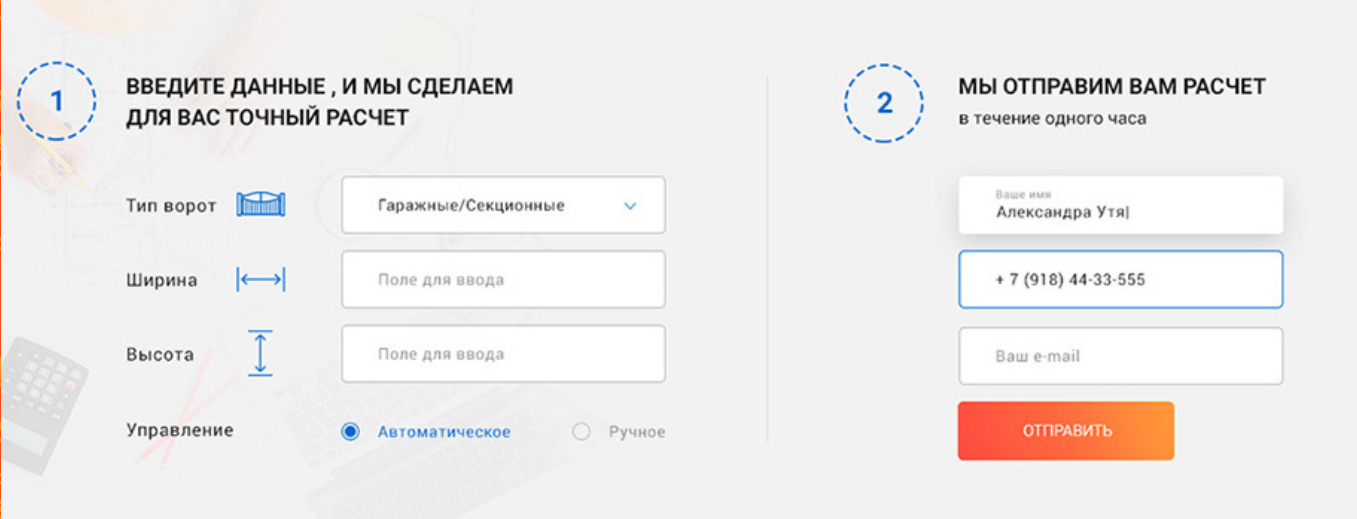 1
ВВЕДИТЕ ДАННЫЕ , И МЫ СДЕЛАЕМ
ДЛЯ ВАС ТОЧНЫЙ РАСЧЕТ
Тип ворот
Гаражные/Секционные
Ширина
Поле для ввода
Высота
Поле для ввода
Управление
Автоматическое
Ручное
2
МЫ ОТПРАВИМ ВАМ РАСЧЕТ
в течение одного часа
Ваше имя
Александра Утя
+ 7 (918) 44-33-555
Ваш e-mail
ОТПРАВИТЬ